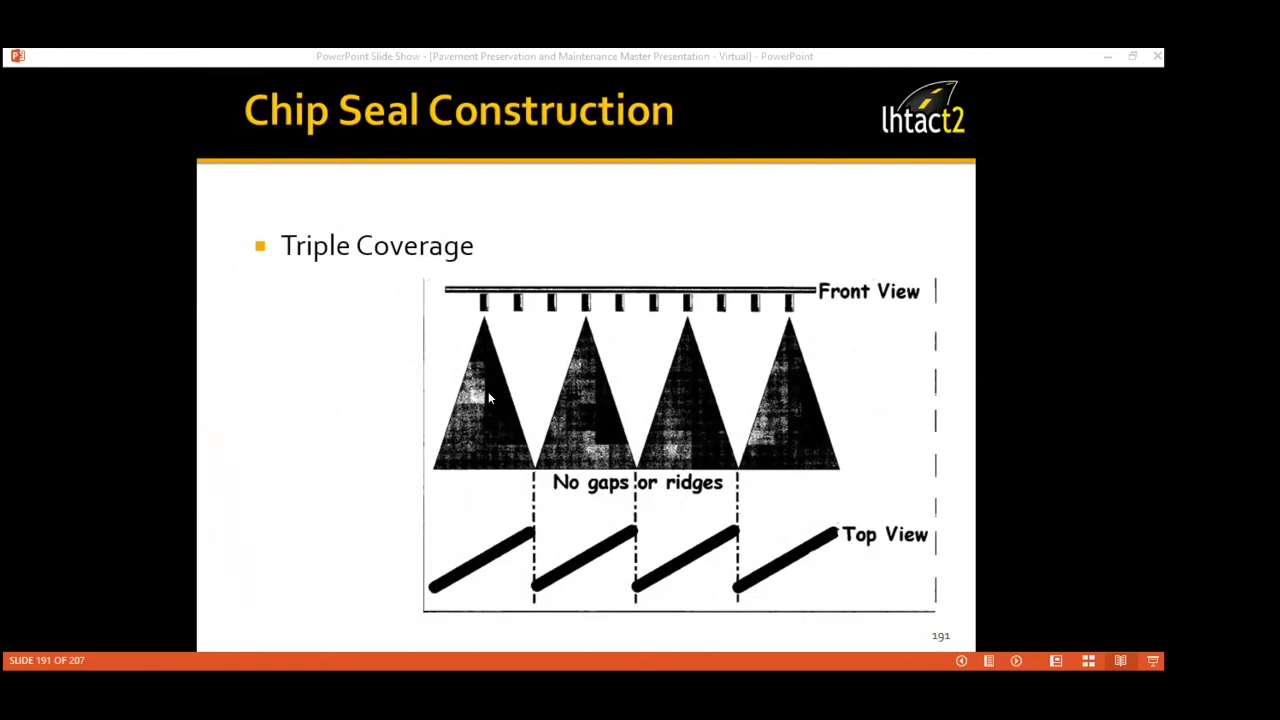 PowerPoint Slide Show - [Pavement Preservation and Maintenance Master Presentation - Virtual] - PowerPoint
Chip Seal Construction
lhtact2
Triple Coverage
Front View
No gaps or ridges
Top View
191
SLIDE 191 OF 207